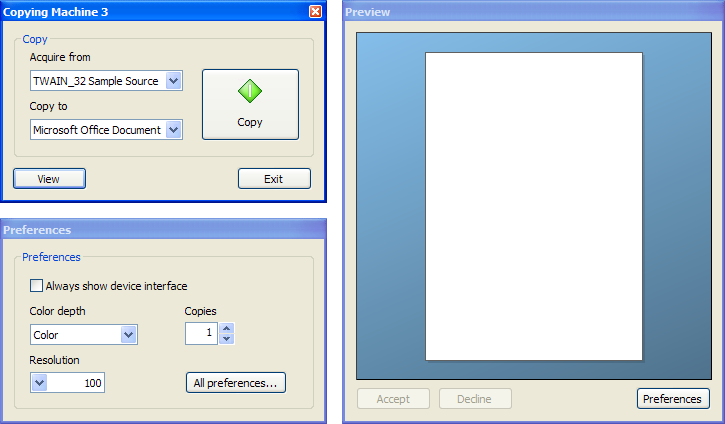 Copying Machine 3
Copy
Acquire from
TWAIN_32 Sample Source
Copy to
Microsoft Office Document
Copy
View
Exit
Preferences
Preferences
Always show device interface
Color depth
Copies
Color
1
Resolution
100
All preferences...
Preview
Accept
Decline
Preferences